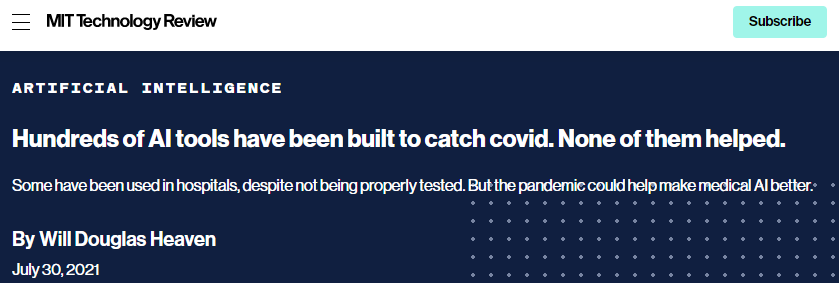 MIT Technology Review
Subscribe
ARTIFICIAL INTELLIGENCE
Hundreds of AI tools have been built to catch covid. None of them helped.
Some have been used in hospitals, despite not being properly tested. But the pandemic could help make medical AI better.
By Will Douglas Heaven
July 30, 2021